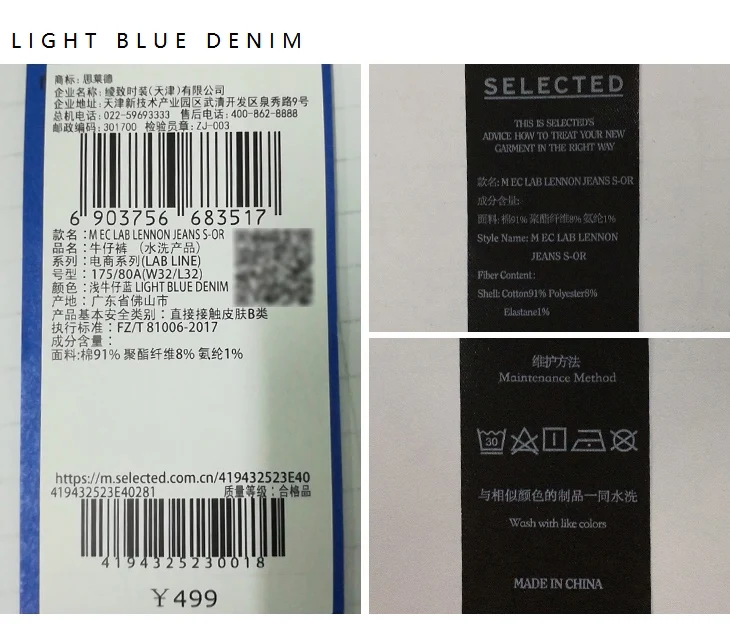 LIGHT BLUE DENIM
商标: 思莱德
企业名称: 绫致时装(天津)有限公司
企业地址: 天津新技术产业园区武清开发区泉秀路9号
总机电话: 022-59693333 售后电话: 400-862-8888
邮政编码: 301700 检验员章: ZJ-003
6 903756 683517
款名：M EC LAB LENNON JEANS S-OR
品名：牛仔裤 （水洗产品）
系列：电商系列(LAB LINE)
号型：175/80A(W32/L32)
颜色：浅牛仔蓝 LIGHT BLUE DENIM
产地：广东省佛山市
产品基本安全类别：直接接触皮肤B类
执行标准：FZ/T 81006-2017
成分含量：
面料:棉91% 聚酯纤维8% 氨纶1%
https://m.selected.com.cn/419432523E40
419432523E40281 质量等级：合格品
4194325230018
￥499
SELECTED
THIS IS SELECTED'S
ADVICE HOW TO TREAT YOUR NEW
GARMENT IN THE RIGHT WAY
款名: M EC LAB LENNON JEANS S-OR
成分含量:
面料: 棉91% 聚酯纤维8% 氨纶1%
Style Name: M EC LAB LENNON
JEANS S-OR
Fiber Content:
Shell: Cotton91% Polyester8%
Elastane1%
维护方法
Maintenance Method
30
与相似颜色的制品一同水洗
Wash with like colors
MADE IN CHINA